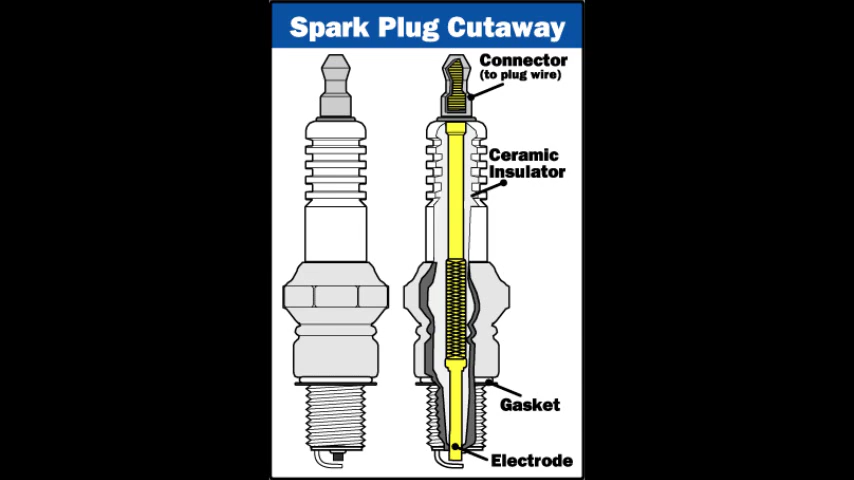 Spark Plug Cutaway
Connector
(to plug wire)
Ceramic
Insulator
Gasket
Electrode